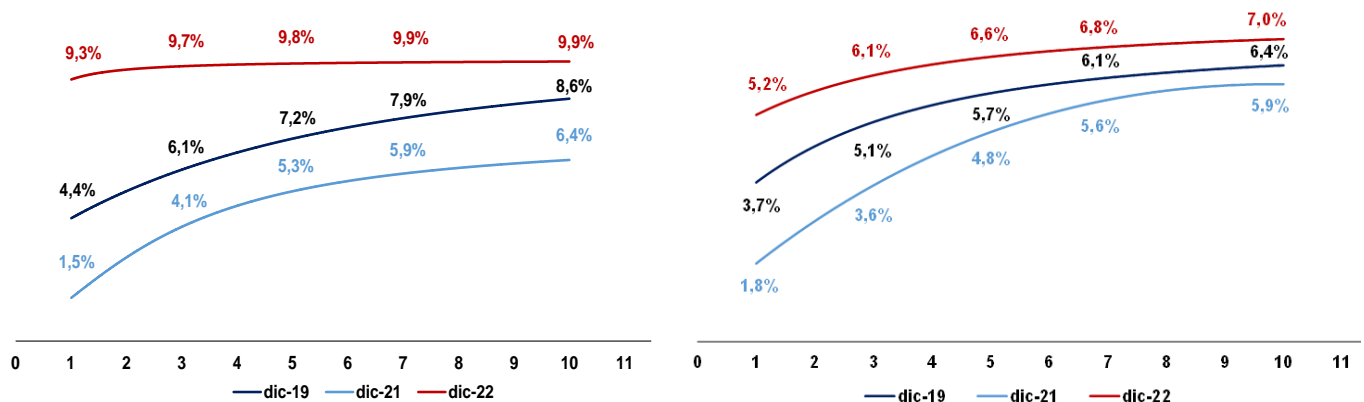 9,3% 9,7% 9,8% 9,9% 9,9%
4,4% 6,1% 7,2% 7,9% 8,6%
1,5% 4,1% 5,3% 5,9% 6,4%
0 1 2 3 4 5 6 7 8 9 10 11
dic-19 dic-21 dic-22
5,2% 6,1% 6,6% 6,8% 7,0%
3,7% 5,1% 5,7% 6,1% 6,4%
1,8% 3,6% 4,8% 5,6% 5,9%
0 1 2 3 4 5 6 7 8 9 10 11
dic-19 dic-21 dic-22